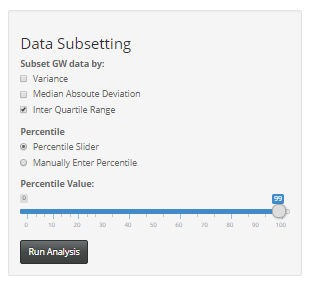 Data Subsetting
Subset GW data by:
Variance
Median Absoute Deviation
Inter Quartile Range
Percentile
Percentile Slider
Manually Enter Percentile
Percentile Value:
0 99
0 10 20 30 40 50 60 70 80 90 100
Run Analysis